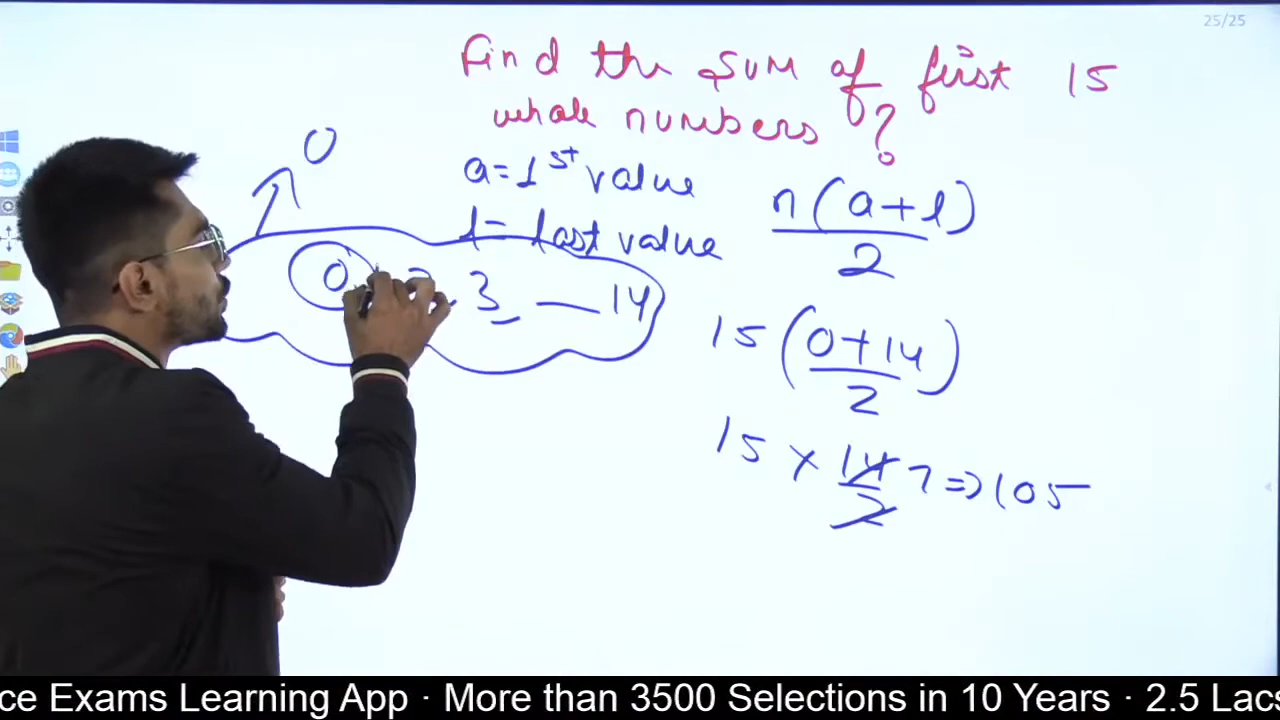 25/25
Find the sum of first 15
whole numbers?
a=1st value
l= last value
n(a+l)
2
0
0 3 — 14
15(0+14)
2
15 × 14 7 ⇒ 105
2
ce Exams Learning App · More than 3500 Selections in 10 Years · 2.5 Lacs